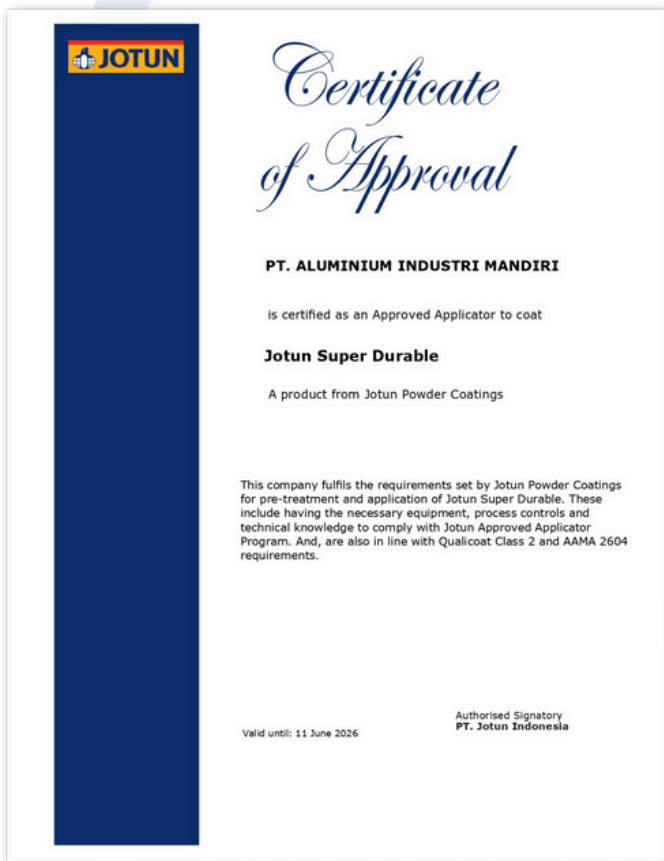 JOTUN
Certificate
of Approval
PT. ALUMINIUM INDUSTRI MANDIRI
is certified as an Approved Applicator to coat
Jotun Super Durable
A product from Jotun Powder Coatings
This company fulfils the requirements set by Jotun Powder Coatings
for pre-treatment and application of Jotun Super Durable. These
include having the necessary equipment, process controls and
technical knowledge to comply with Jotun Approved Applicator
Program. And, are also in line with Qualicoat Class 2 and AAMA 2604
requirements.
Authorised Signatory
PT. Jotun Indonesia
Valid until: 11 June 2026